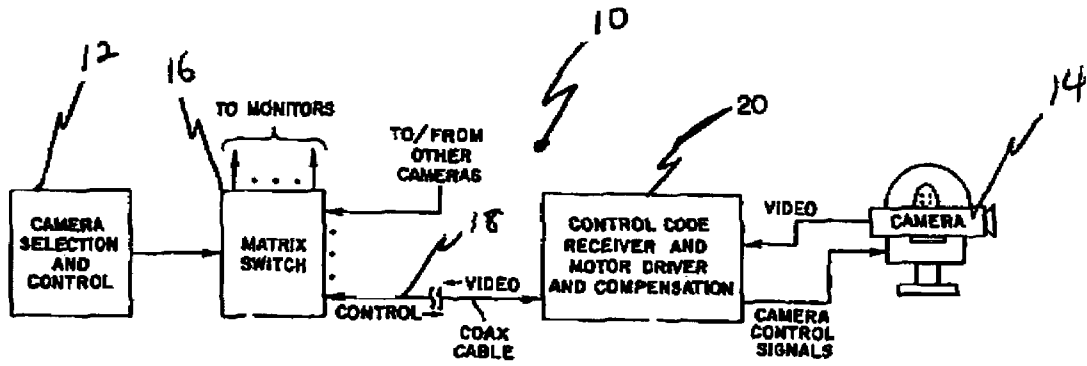 12
16
10
20
14
TO MONITORS
TO/FROM
OTHER
CAMERAS
18
CAMERA
SELECTION
AND
CONTROL
MATRIX
SWITCH
VIDEO
CONTROL
COAX
CABLE
CONTROL CODE
RECEIVER AND
MOTOR DRIVER
AND COMPENSATION
VIDEO
CAMERA
CAMERA
CONTROL
SIGNALS